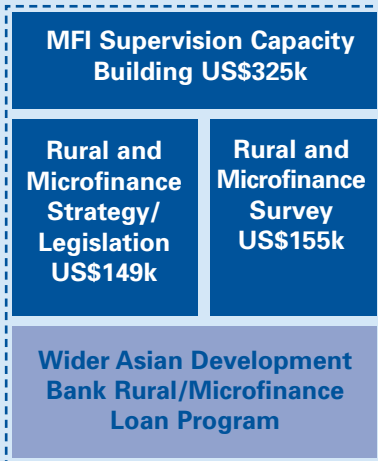 MFI Supervision Capacity
Building US$325k
Rural and
Microfinance
Strategy/
Legislation
US$149k
Rural and
Microfinance
Survey
US$155k
Wider Asian Development
Bank Rural/Microfinance
Loan Program